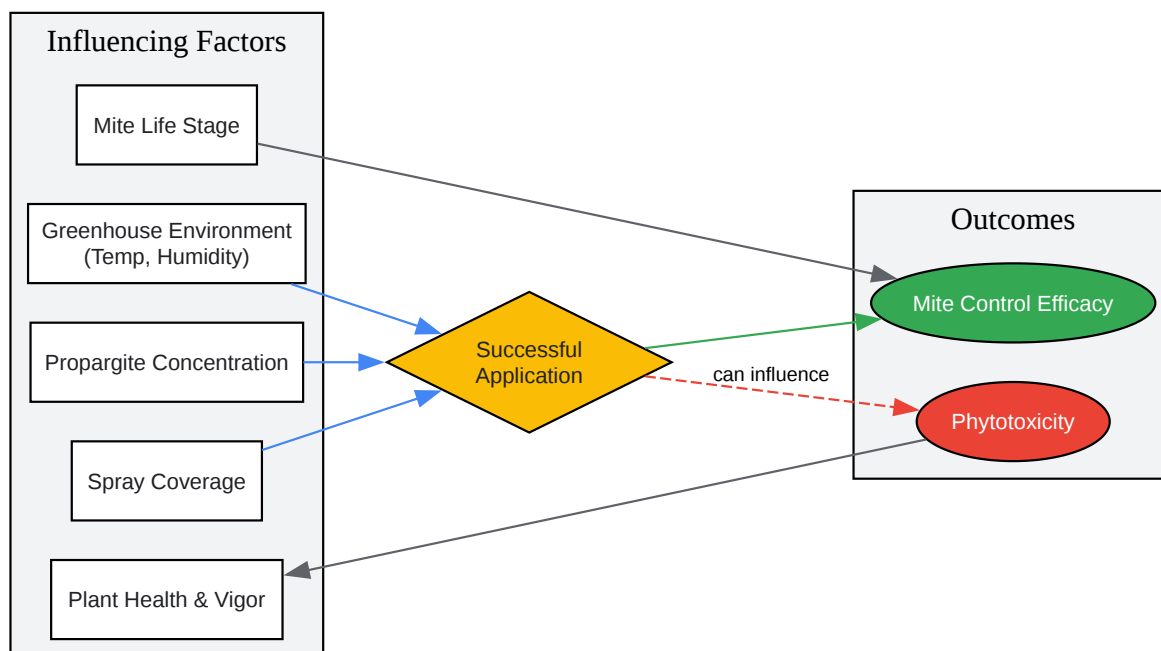 Influencing Factors
Mite Life Stage
Greenhouse Environment
(Temp, Humidity)
Propargite Concentration
Spray Coverage
Plant Health & Vigor
Successful
Application
can influence
Outcomes
Mite Control Efficacy
Phytotoxicity